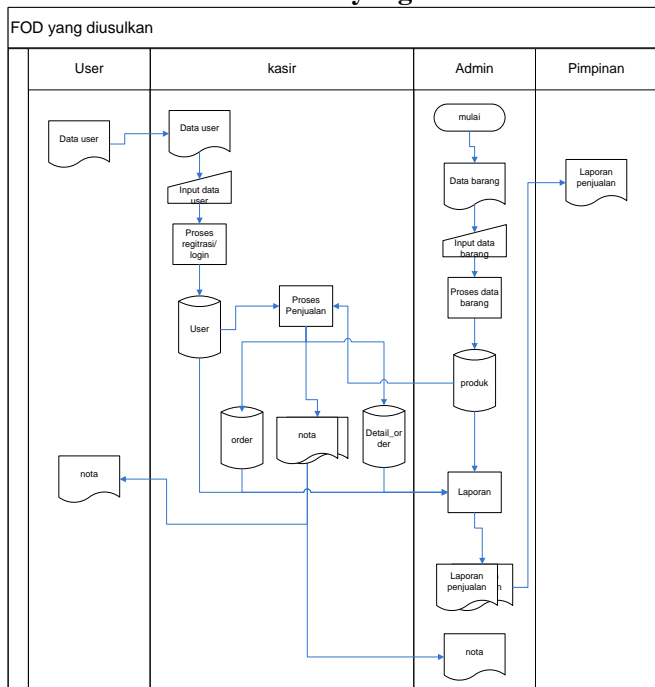 FOD yang diusulkan
User
kasir
Admin
Pimpinan
Data user
Data user
Input data
user
Proses
regitrasi/
login
User
Proses
Penjualan
order
nota
Detail_or
der
nota
mulai
Data barang
Input data
barang
Proses data
barang
produk
Laporan
Laporan
penjualan
n
nota
Laporan
penjualan